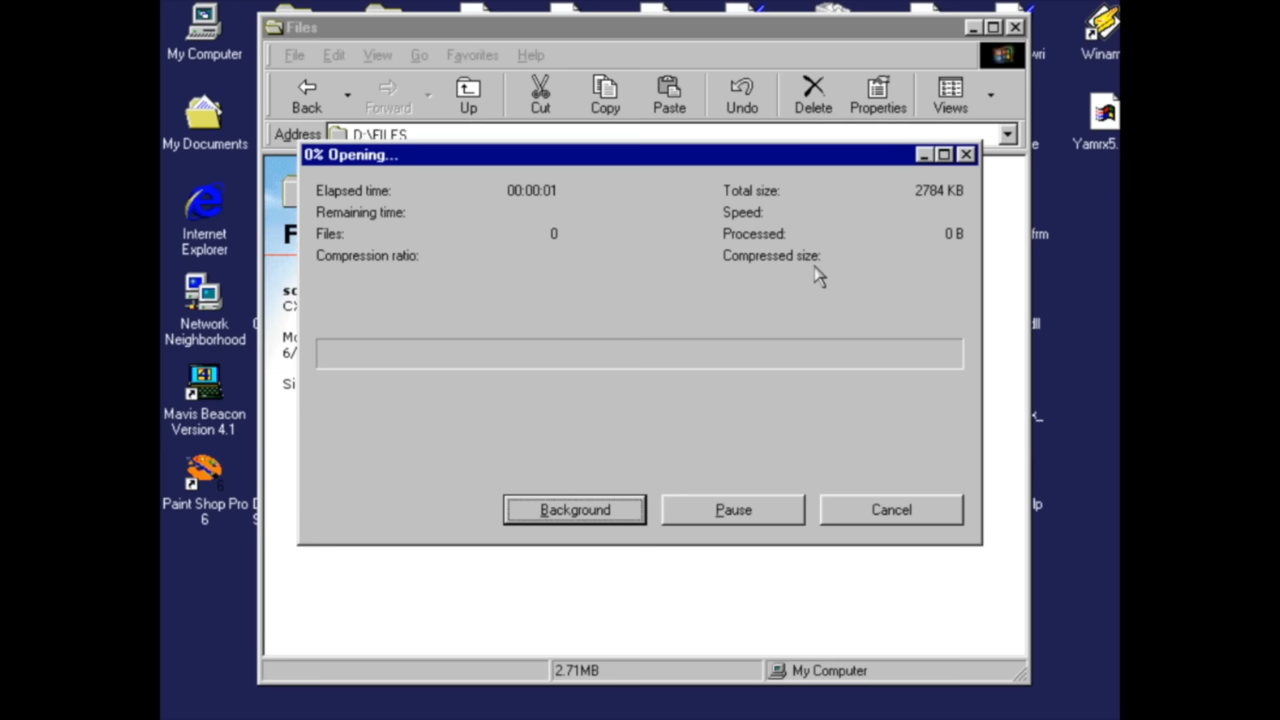 My Computer
My Documents
Internet
Explorer
Network
Neighborhood
Mavis Beacon
Version 4.1
Paint Shop Pro
6
Files
File Edit View Go Favorites Help
Back Forward Up Cut Copy Paste Undo Delete Properties Views
Address D:\FILES
0% Opening...
Elapsed time: 00:00:01 Total size: 2784 KB
Remaining time: Speed:
Files: 0 Processed: 0 B
Compression ratio: Compressed size:
Background Pause Cancel
2.71MB My Computer
Winam
Yamrx5.